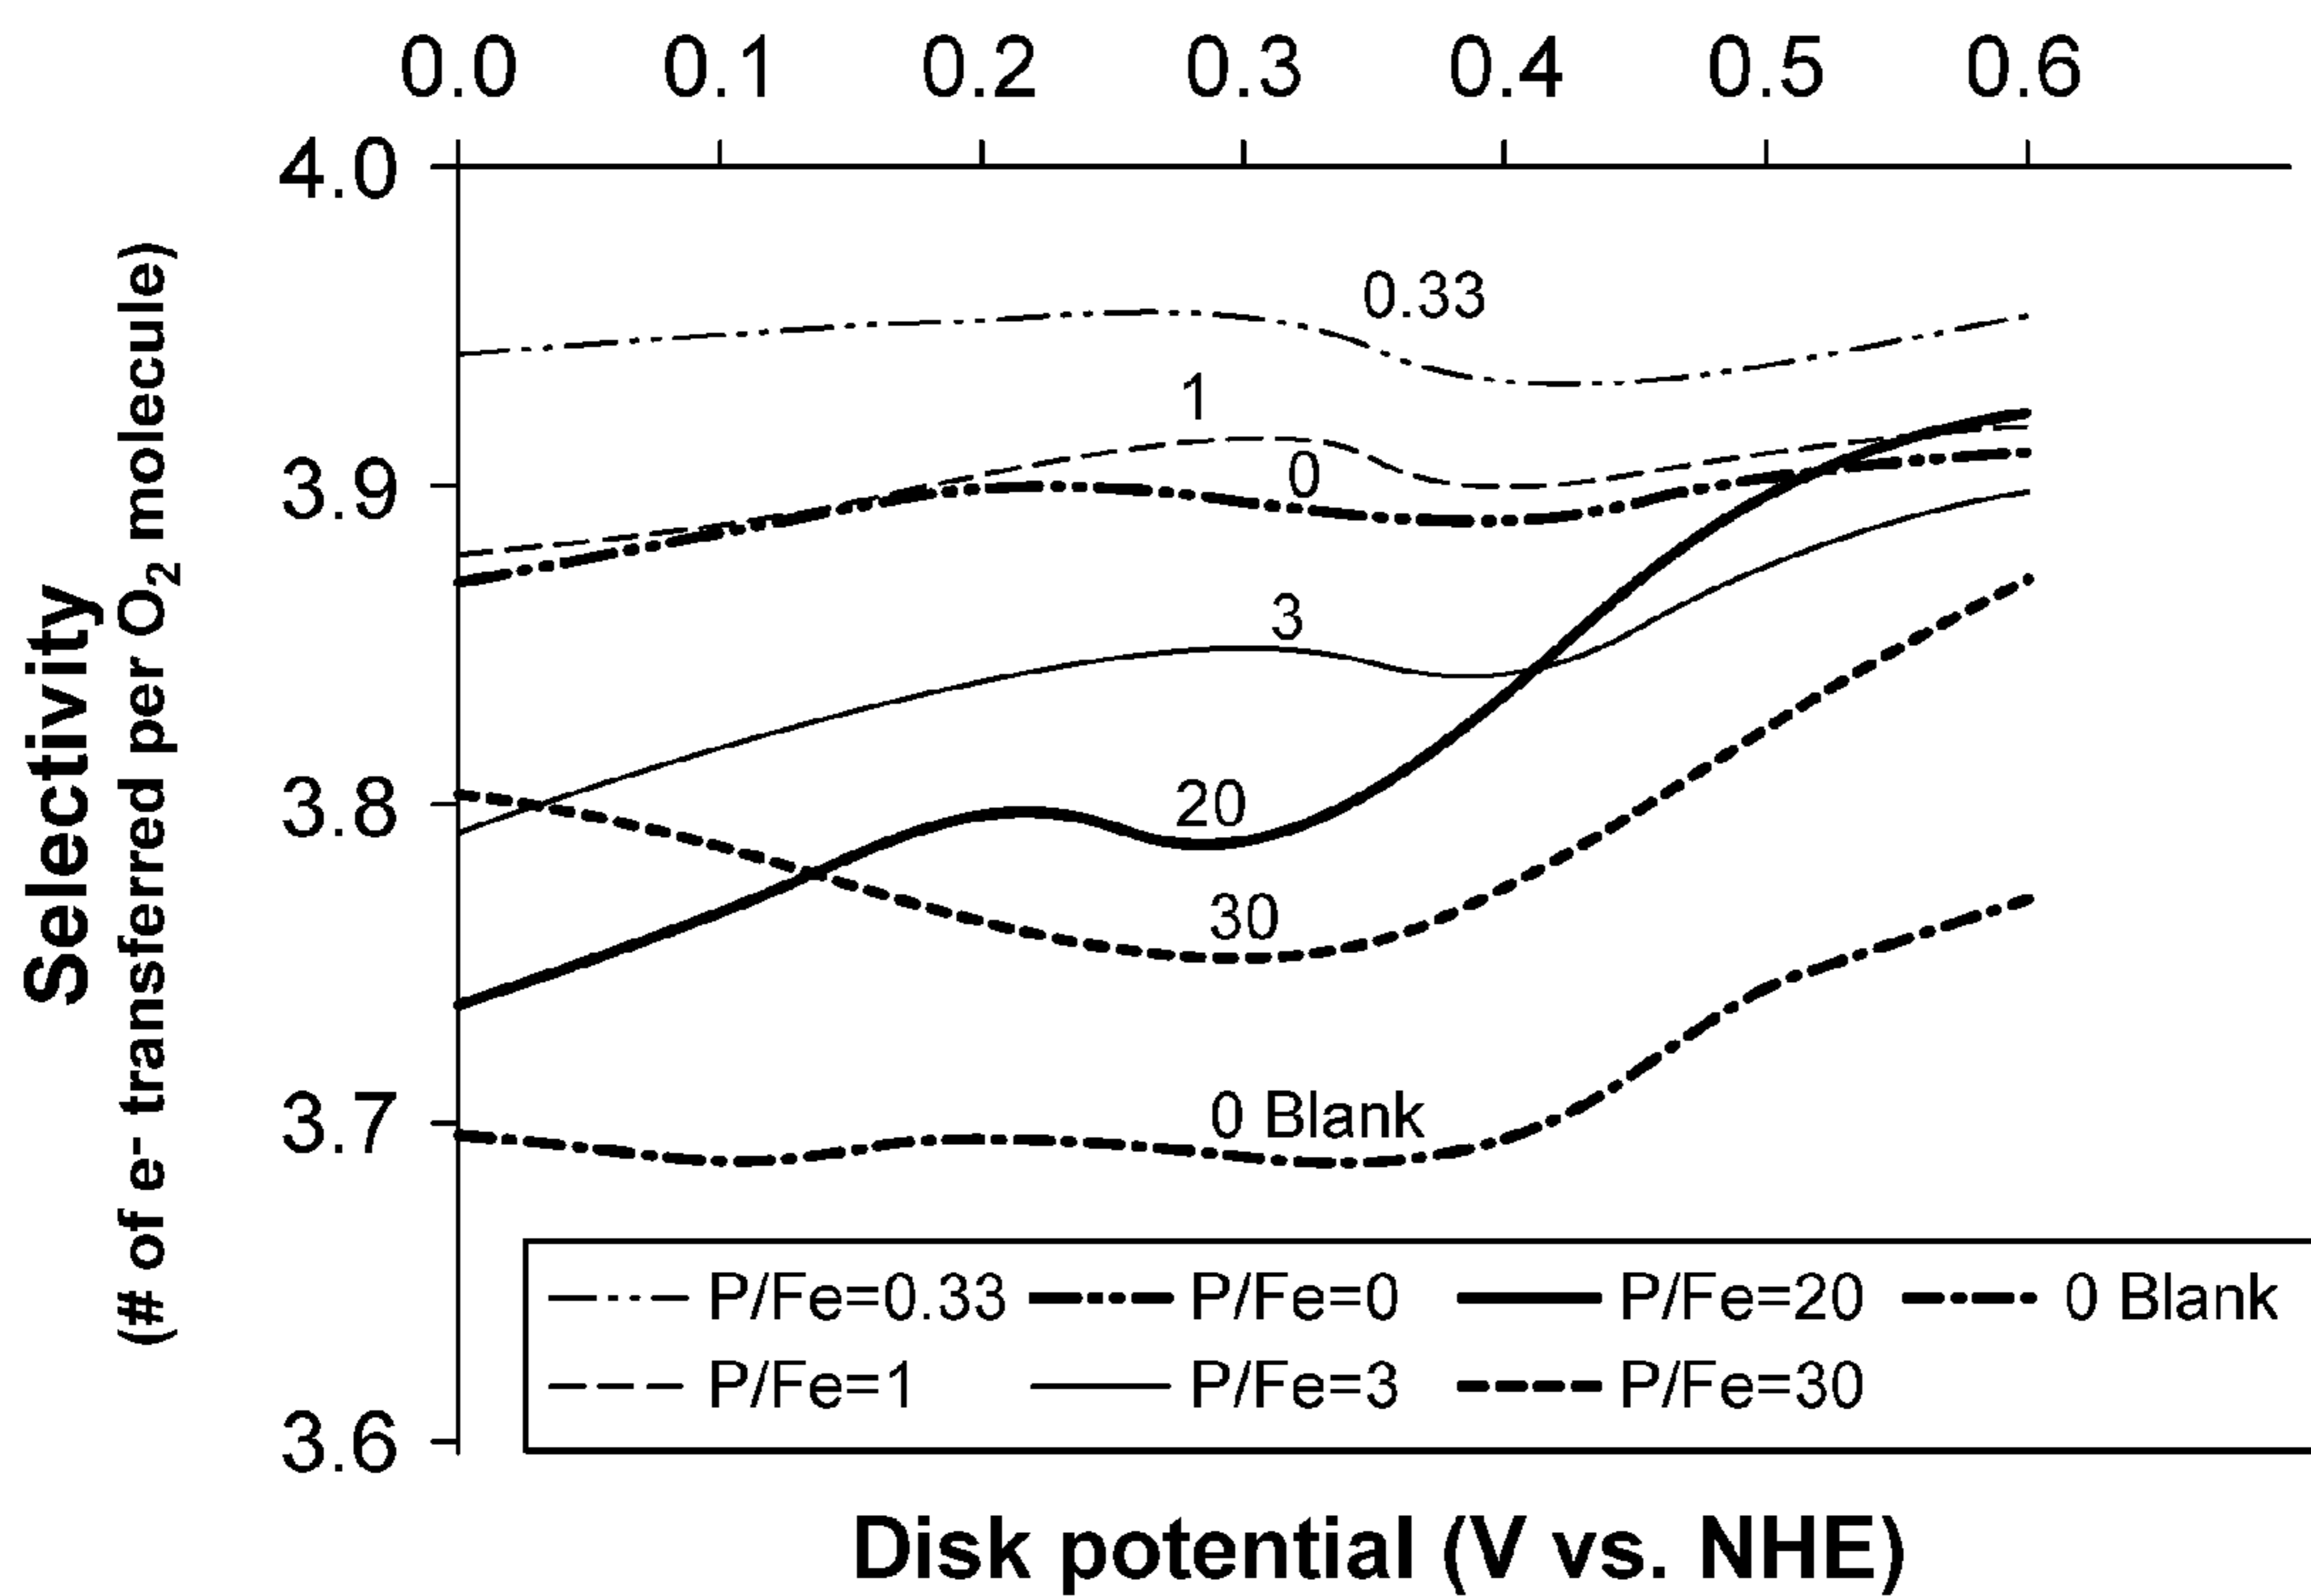 0.0 0.1 0.2 0.3 0.4 0.5 0.6
4.0
3.9
3.8
3.7
3.6
Selectivity
(# of e- transferred per O₂ molecule)
0.33
1
0
3
20
30
0 Blank
P/Fe=0.33 P/Fe=0 P/Fe=20 0 Blank
P/Fe=1 P/Fe=3 P/Fe=30
Disk potential (V vs. NHE)